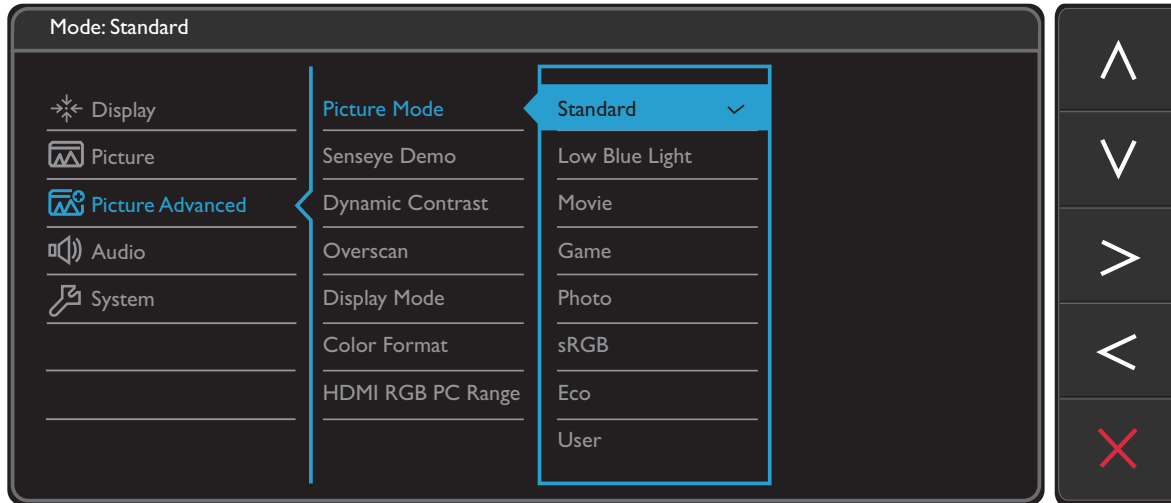 Mode: Standard
Display
Picture
Picture Advanced
Audio
System
Picture Mode
Senseye Demo
Dynamic Contrast
Overscan
Display Mode
Color Format
HDMI RGB PC Range
Standard
Low Blue Light
Movie
Game
Photo
sRGB
Eco
User